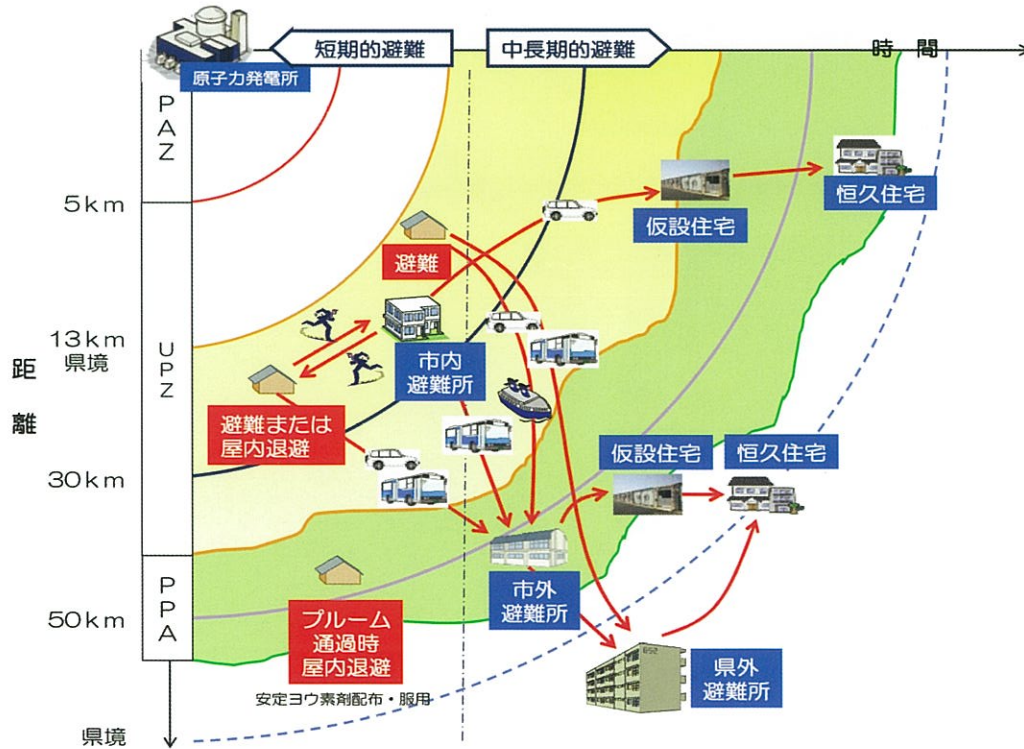 短期的避難
中長期的避難
時間
原子力発電所
PAZ
5km
恒久住宅
仮設住宅
避難
13km
県境
UPZ
市内
避難所
距離
避難または
屋内退避
仮設住宅
恒久住宅
30km
市外
避難所
PPA
50km
プルーム
通過時
屋内退避
県外
避難所
安定ヨウ素剤配布・服用
県境